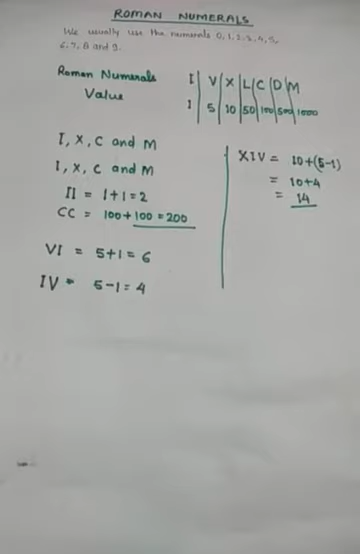 ROMAN NUMERALS
We usually use the numerals 0, 1, 2, 3, 4, 5,
6, 7, 8 and 9.
Roman Numerals I V X L C D M
Value 1 5 10 50 100 500 1000
I, X, C and M
I, X, C and M
II = 1+1=2
CC = 100+100=200
VI = 5+1=6
IV = 5-1=4
XIV = 10+(5-1)
= 10+4
= 14